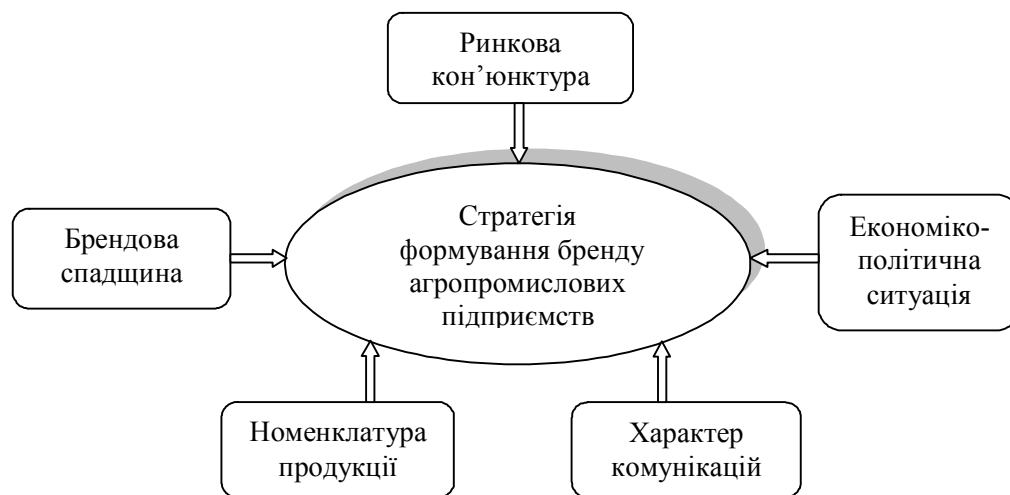 Ринкова
кон’юнктура
Брендова
спадщина
Стратегія
формування бренду
агропромислових
підприємств
Економіко-
політична
ситуація
Номенклатура
продукції
Характер
комунікацій